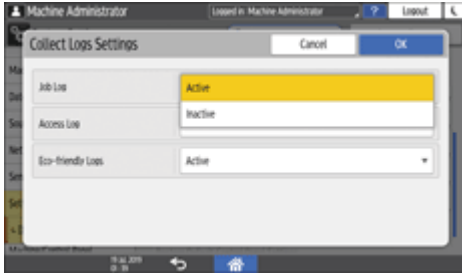 Machine Administrator
Logged in Machine Administrator
?
Logout
Collect Logs Settings
Cancel
OK
Job Log
Active
Inactive
Access Log
Eco-friendly Logs
Active